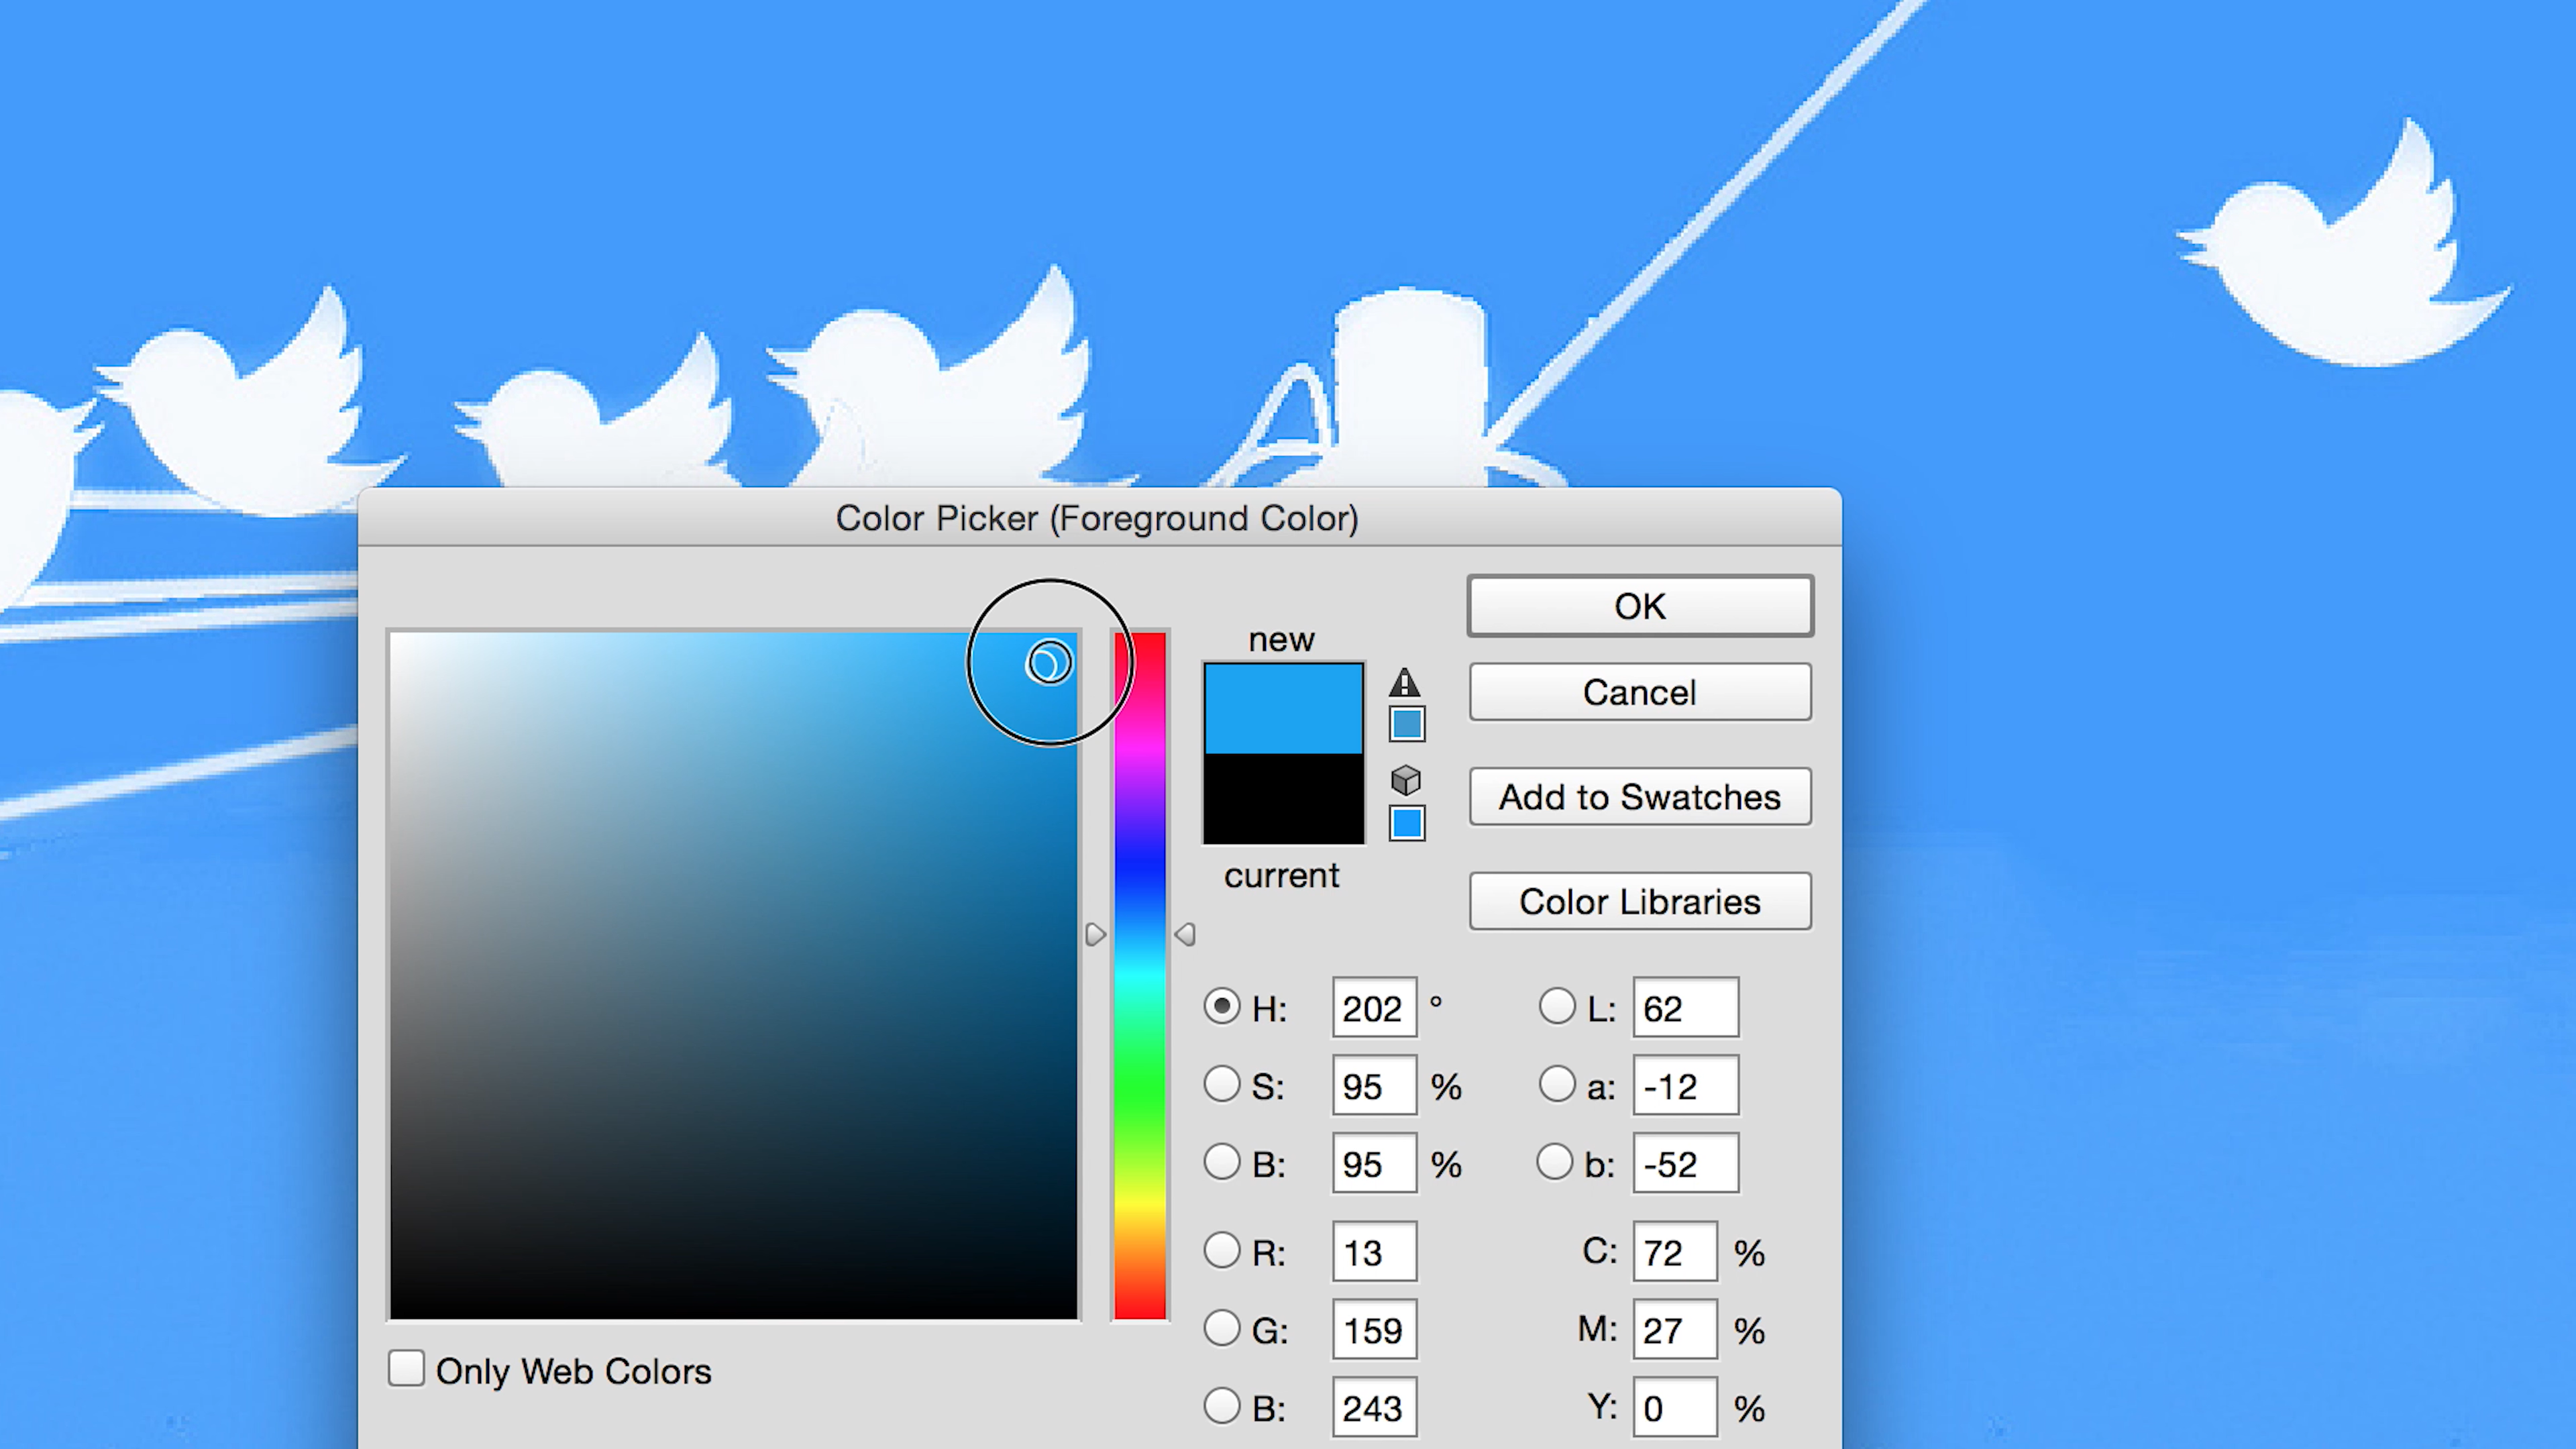 Color Picker (Foreground Color)
OK
new
Cancel
Add to Swatches
current
Color Libraries
H: 202 °
L: 62
S: 95 %
a: -12
B: 95 %
b: -52
R: 13
C: 72 %
G: 159
M: 27 %
B: 243
Y: 0 %
Only Web Colors